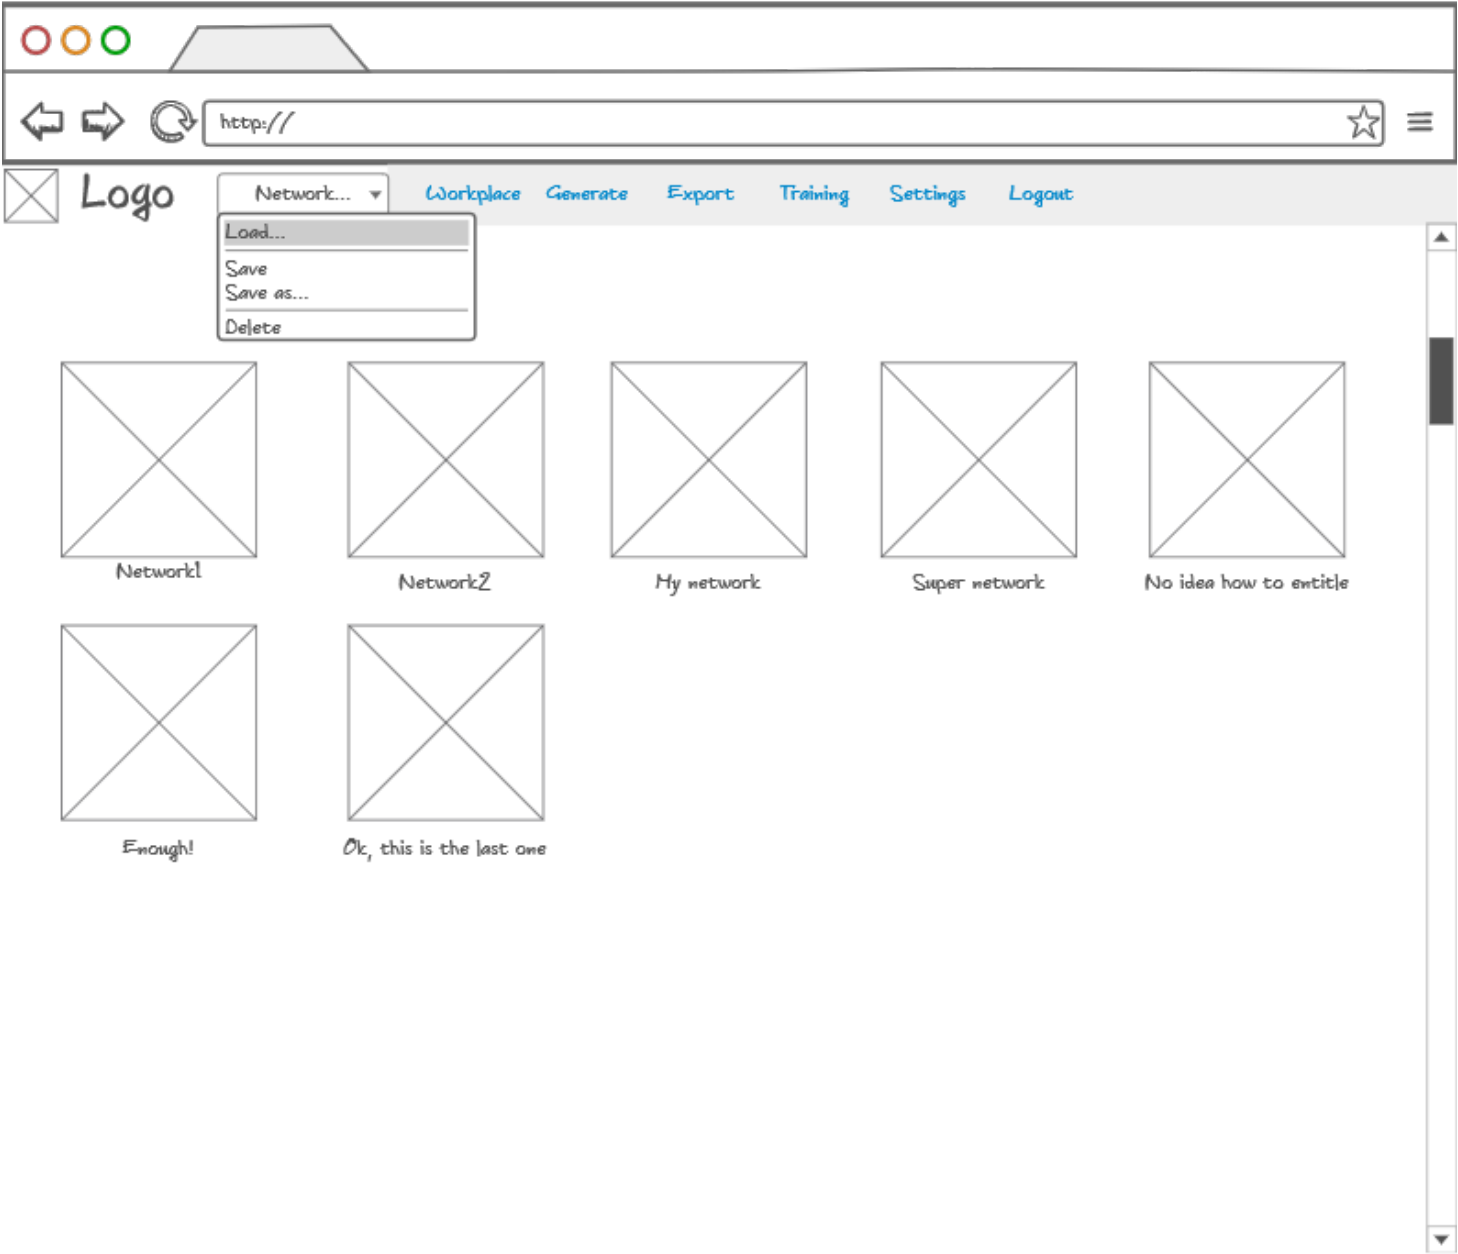 http://
Logo
Network...
Workplace
Generate
Export
Training
Settings
Logout
Load...
Save
Save as...
Delete
Network1
Network2
My network
Super network
No idea how to entitle
Enough!
Ok, this is the last one